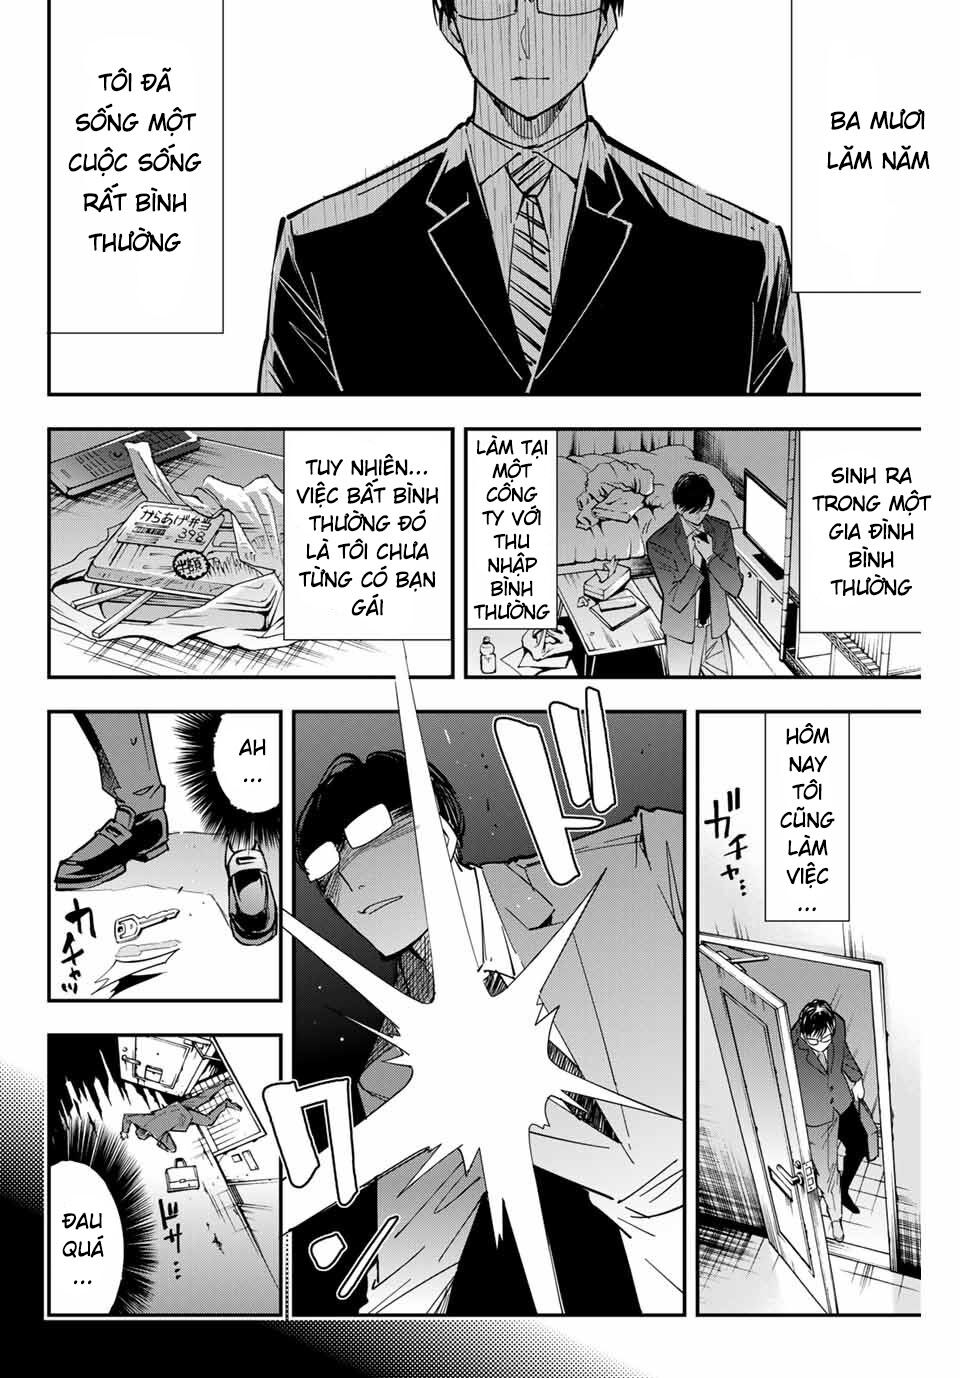 BA MƯƠI
LĂM NĂM
TÔI ĐÃ
SỐNG MỘT
CUỘC SỐNG
RẤT BÌNH
THƯỜNG
SINH RA
TRONG MỘT
GIA ĐÌNH
BÌNH
THƯỜNG
LÀM TẠI
MỘT
CÔNG
TY VỚI
THU
NHẬP
BÌNH
THƯỜNG
TUY NHIÊN...
VIỆC BẤT BÌNH
THƯỜNG ĐÓ
LÀ TÔI CHƯA
TỪNG CÓ BẠN
GÁI
からあげ弁当
398
半額
HÔM
NAY
TÔI
CŨNG
LÀM
VIỆC
...
ガチャ…
ドクン
AH
...
カチャッ
ĐAU
QUÁ
...
ドサ…